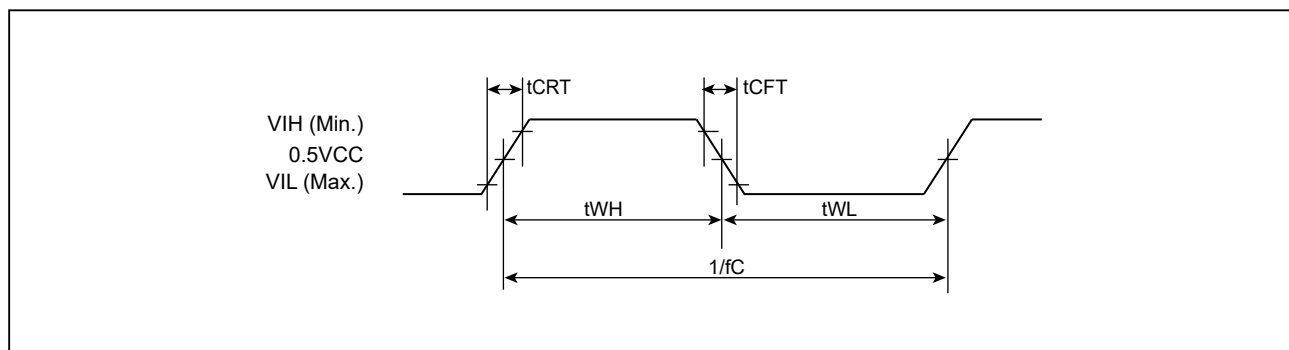 tCRT
tCFT
VIH (Min.)
0.5VCC
VIL (Max.)
tWH
tWL
1/fC